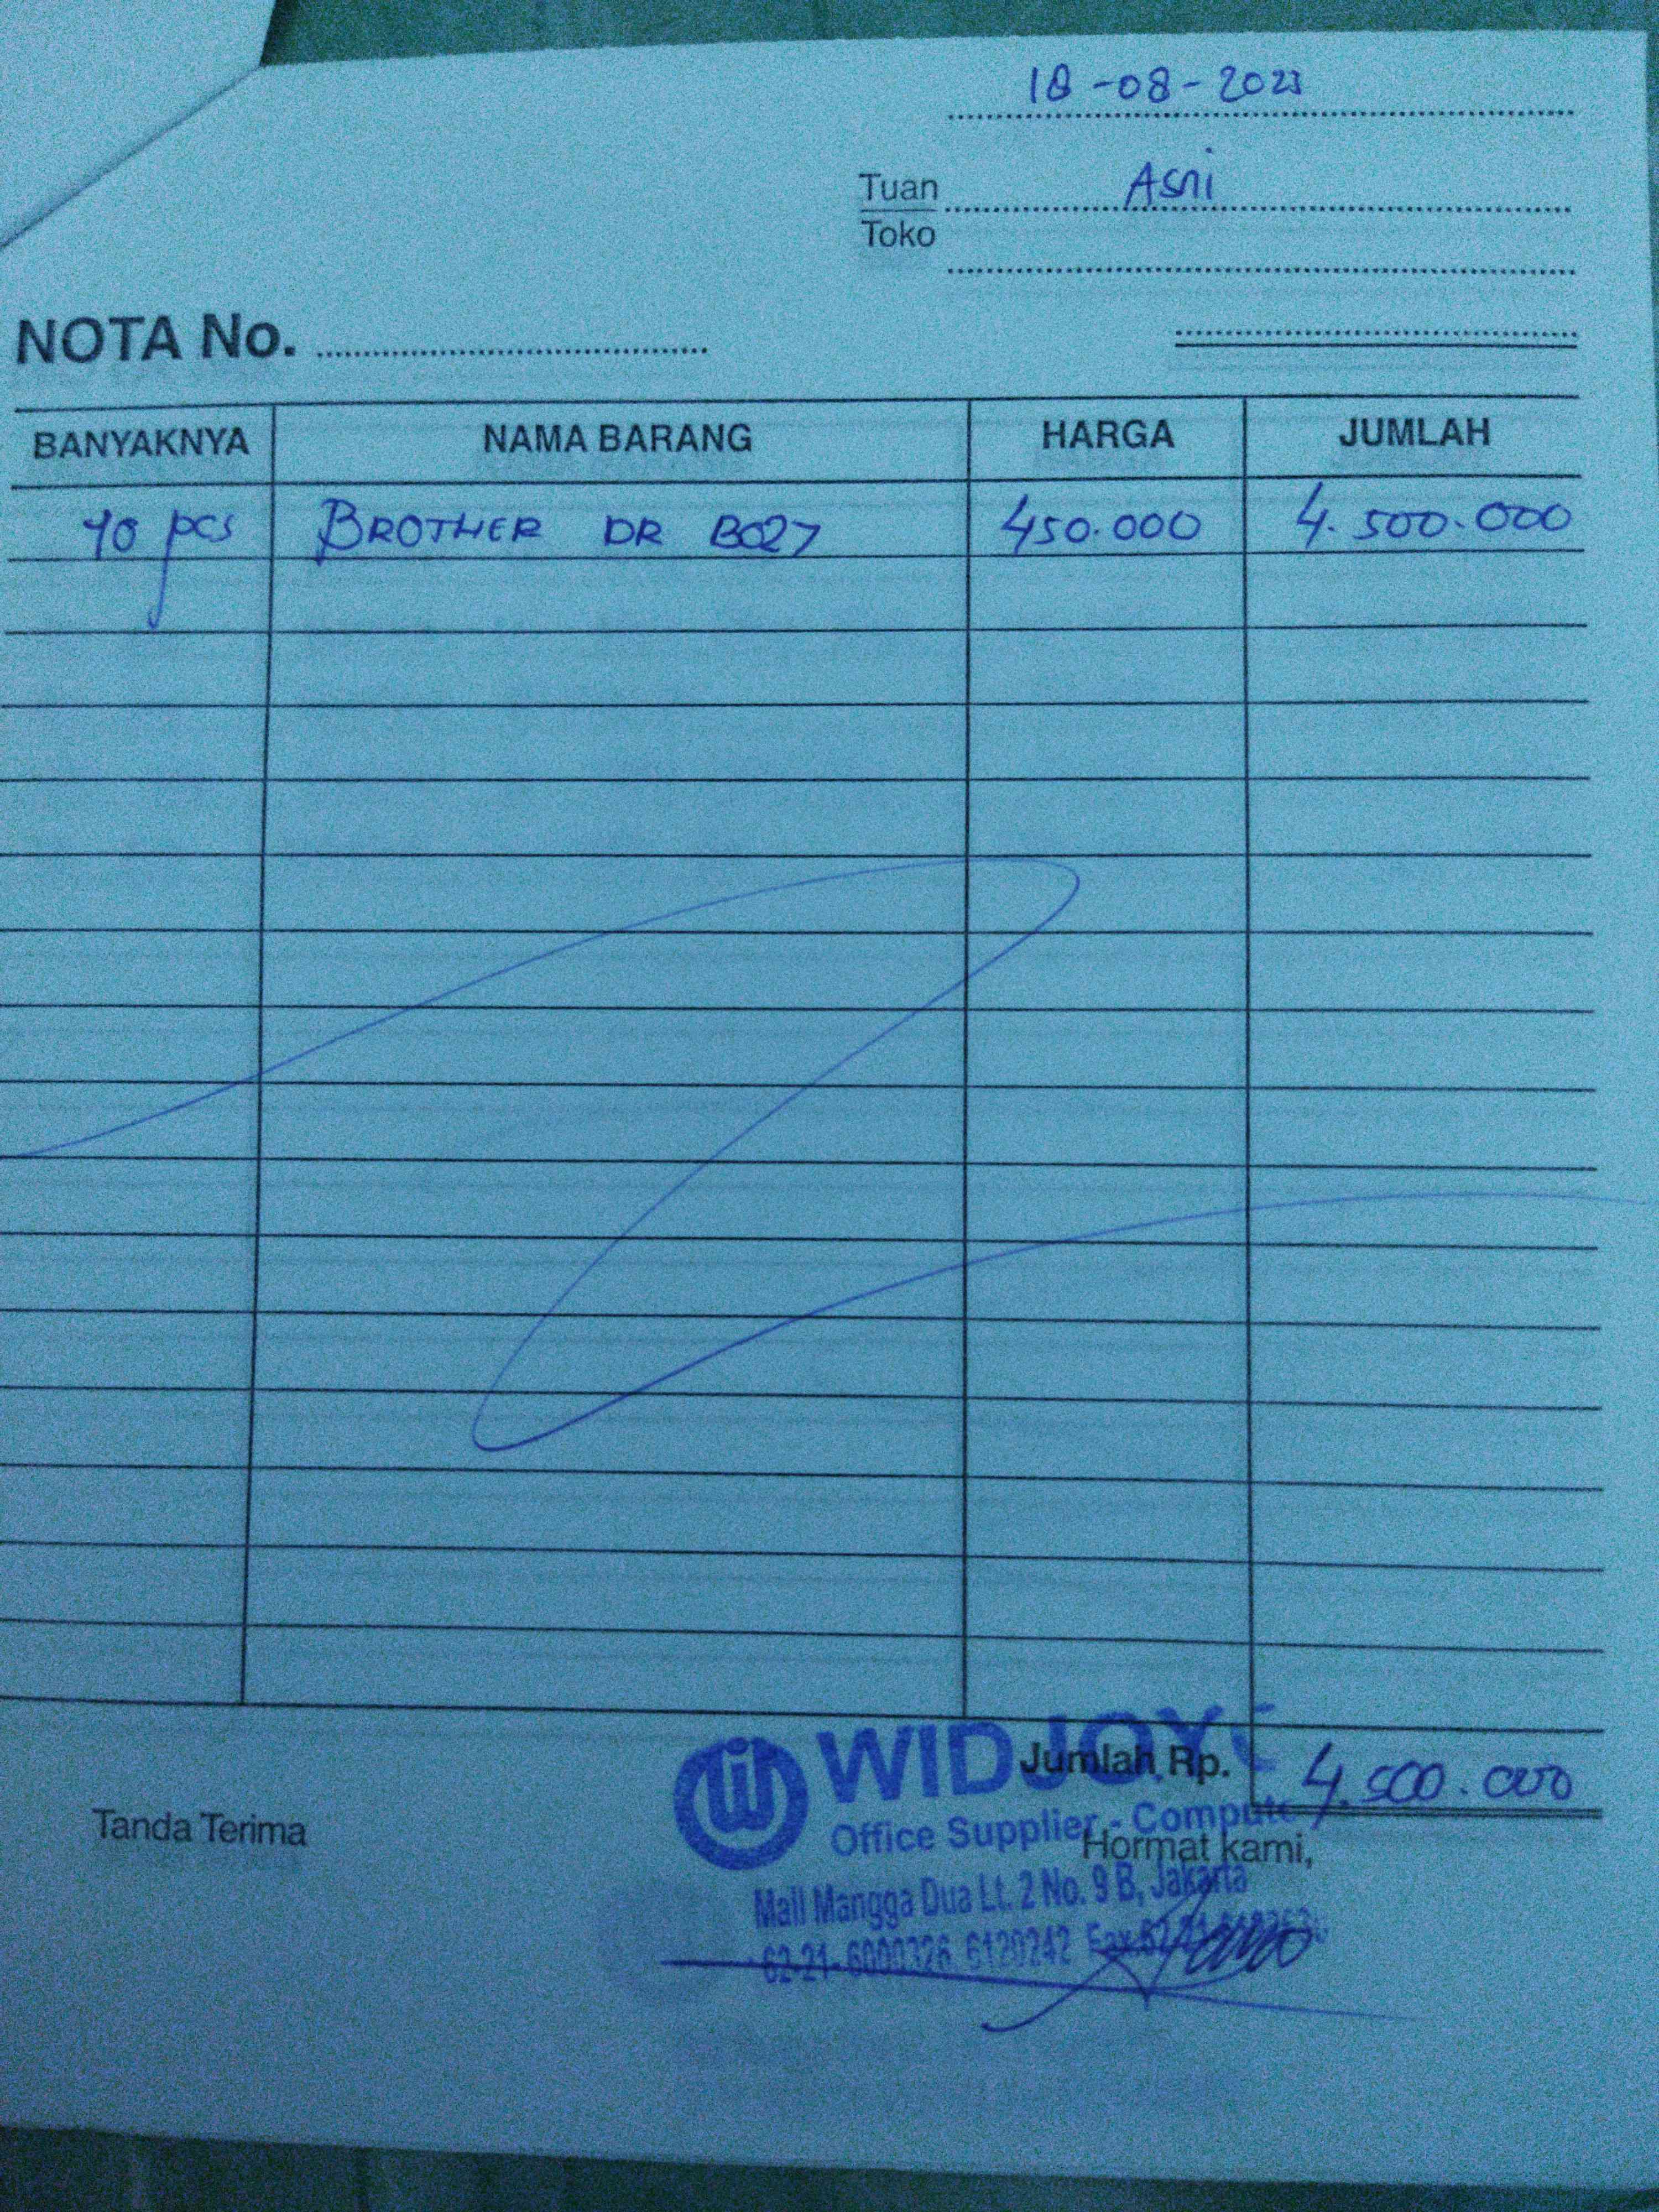 18-08-2023
Tuan Asni
Toko
NOTA No.
BANYAKNYA NAMA BARANG HARGA JUMLAH
10 pcs BROTHER DR B027 450.000 4.500.000
WIDJOYO
Jumlah Rp. 4.500.000
Office Supplier - Compute
Tanda Terima Hormat kami,
Mall Mangga Dua Lt. 2 No. 9 B, Jakarta
62-21-6000326, 6120242 Fax